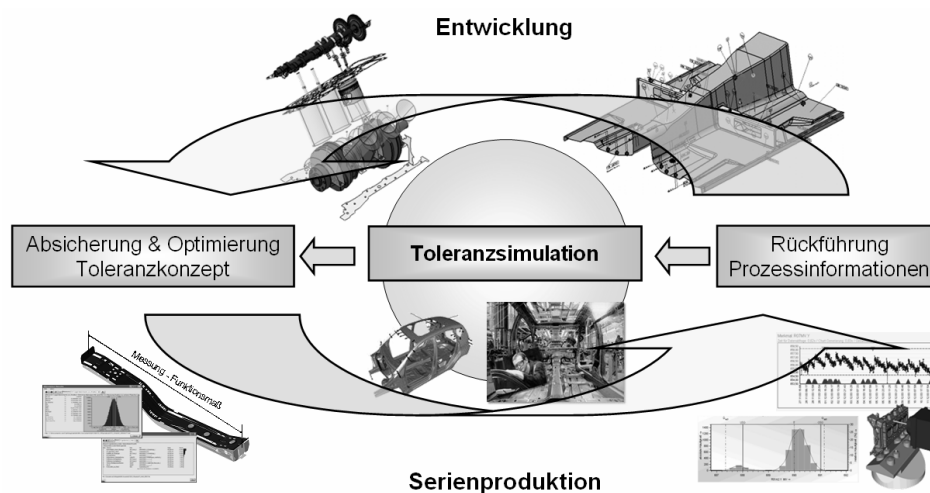 Entwicklung
Absicherung & Optimierung
Toleranzkonzept
Toleranzsimulation
Rückführung
Prozessinformationen
Messung - Funktionsmaß
Serienproduktion